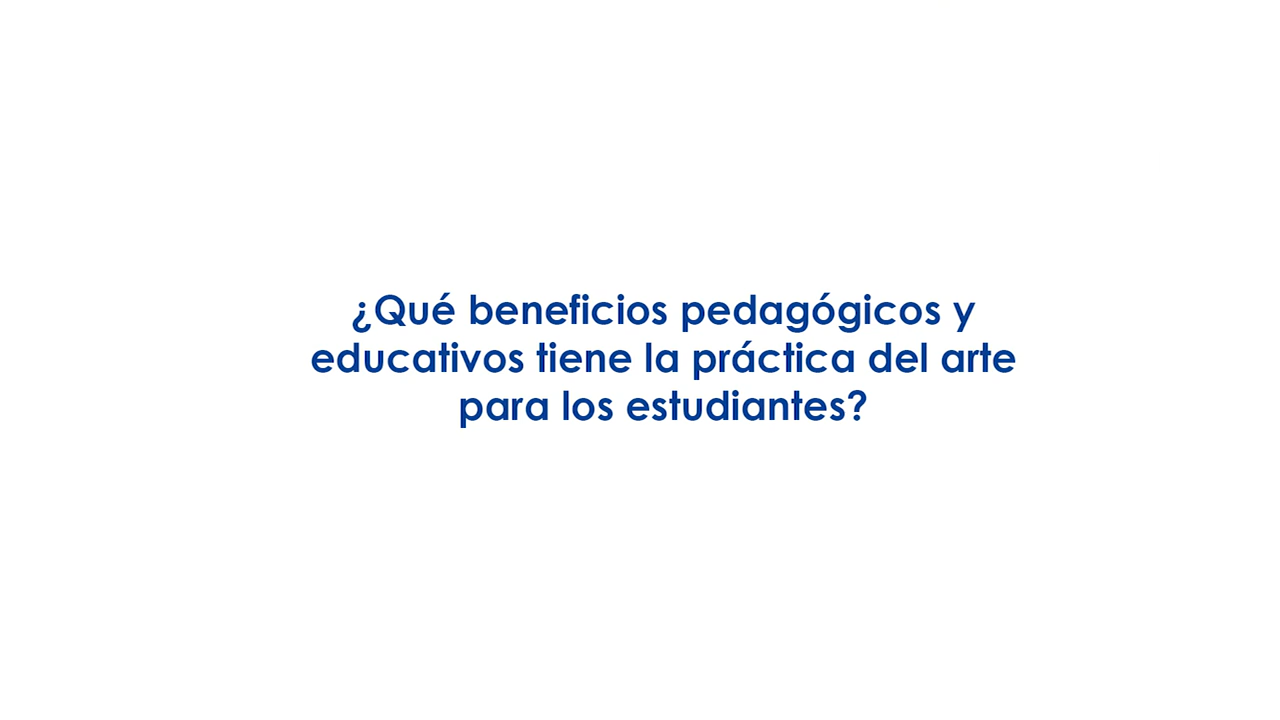 ¿Qué beneficios pedagógicos y
educativos tiene la práctica del arte
para los estudiantes?